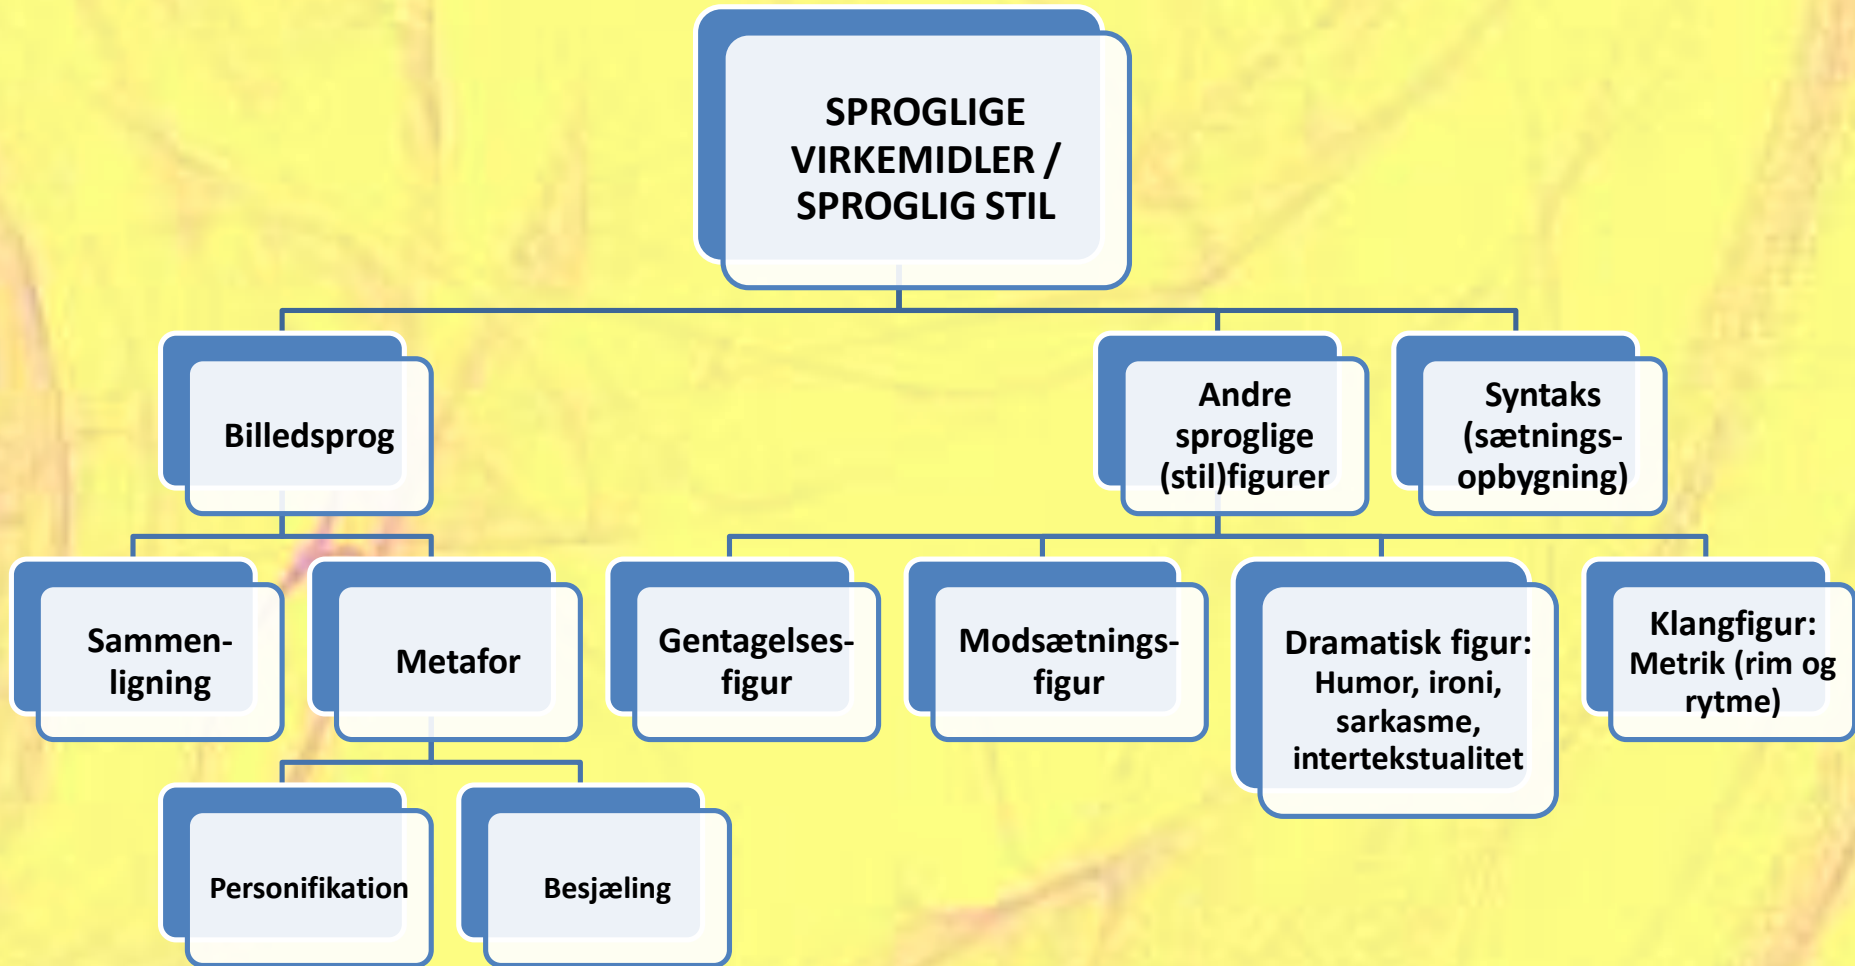 SPROGLIGE
VIRKEMIDLER /
SPROGLIG STIL
Billedsprog
Andre
sproglige
(stil)figurer
Syntaks
(sætnings-
opbygning)
Sammen-
ligning
Metafor
Gentagelses-
figur
Modsætnings-
figur
Dramatisk figur:
Humor, ironi,
sarkasme,
intertekstualitet
Klangfigur:
Metrik (rim og
rytme)
Personifikation
Besjæling